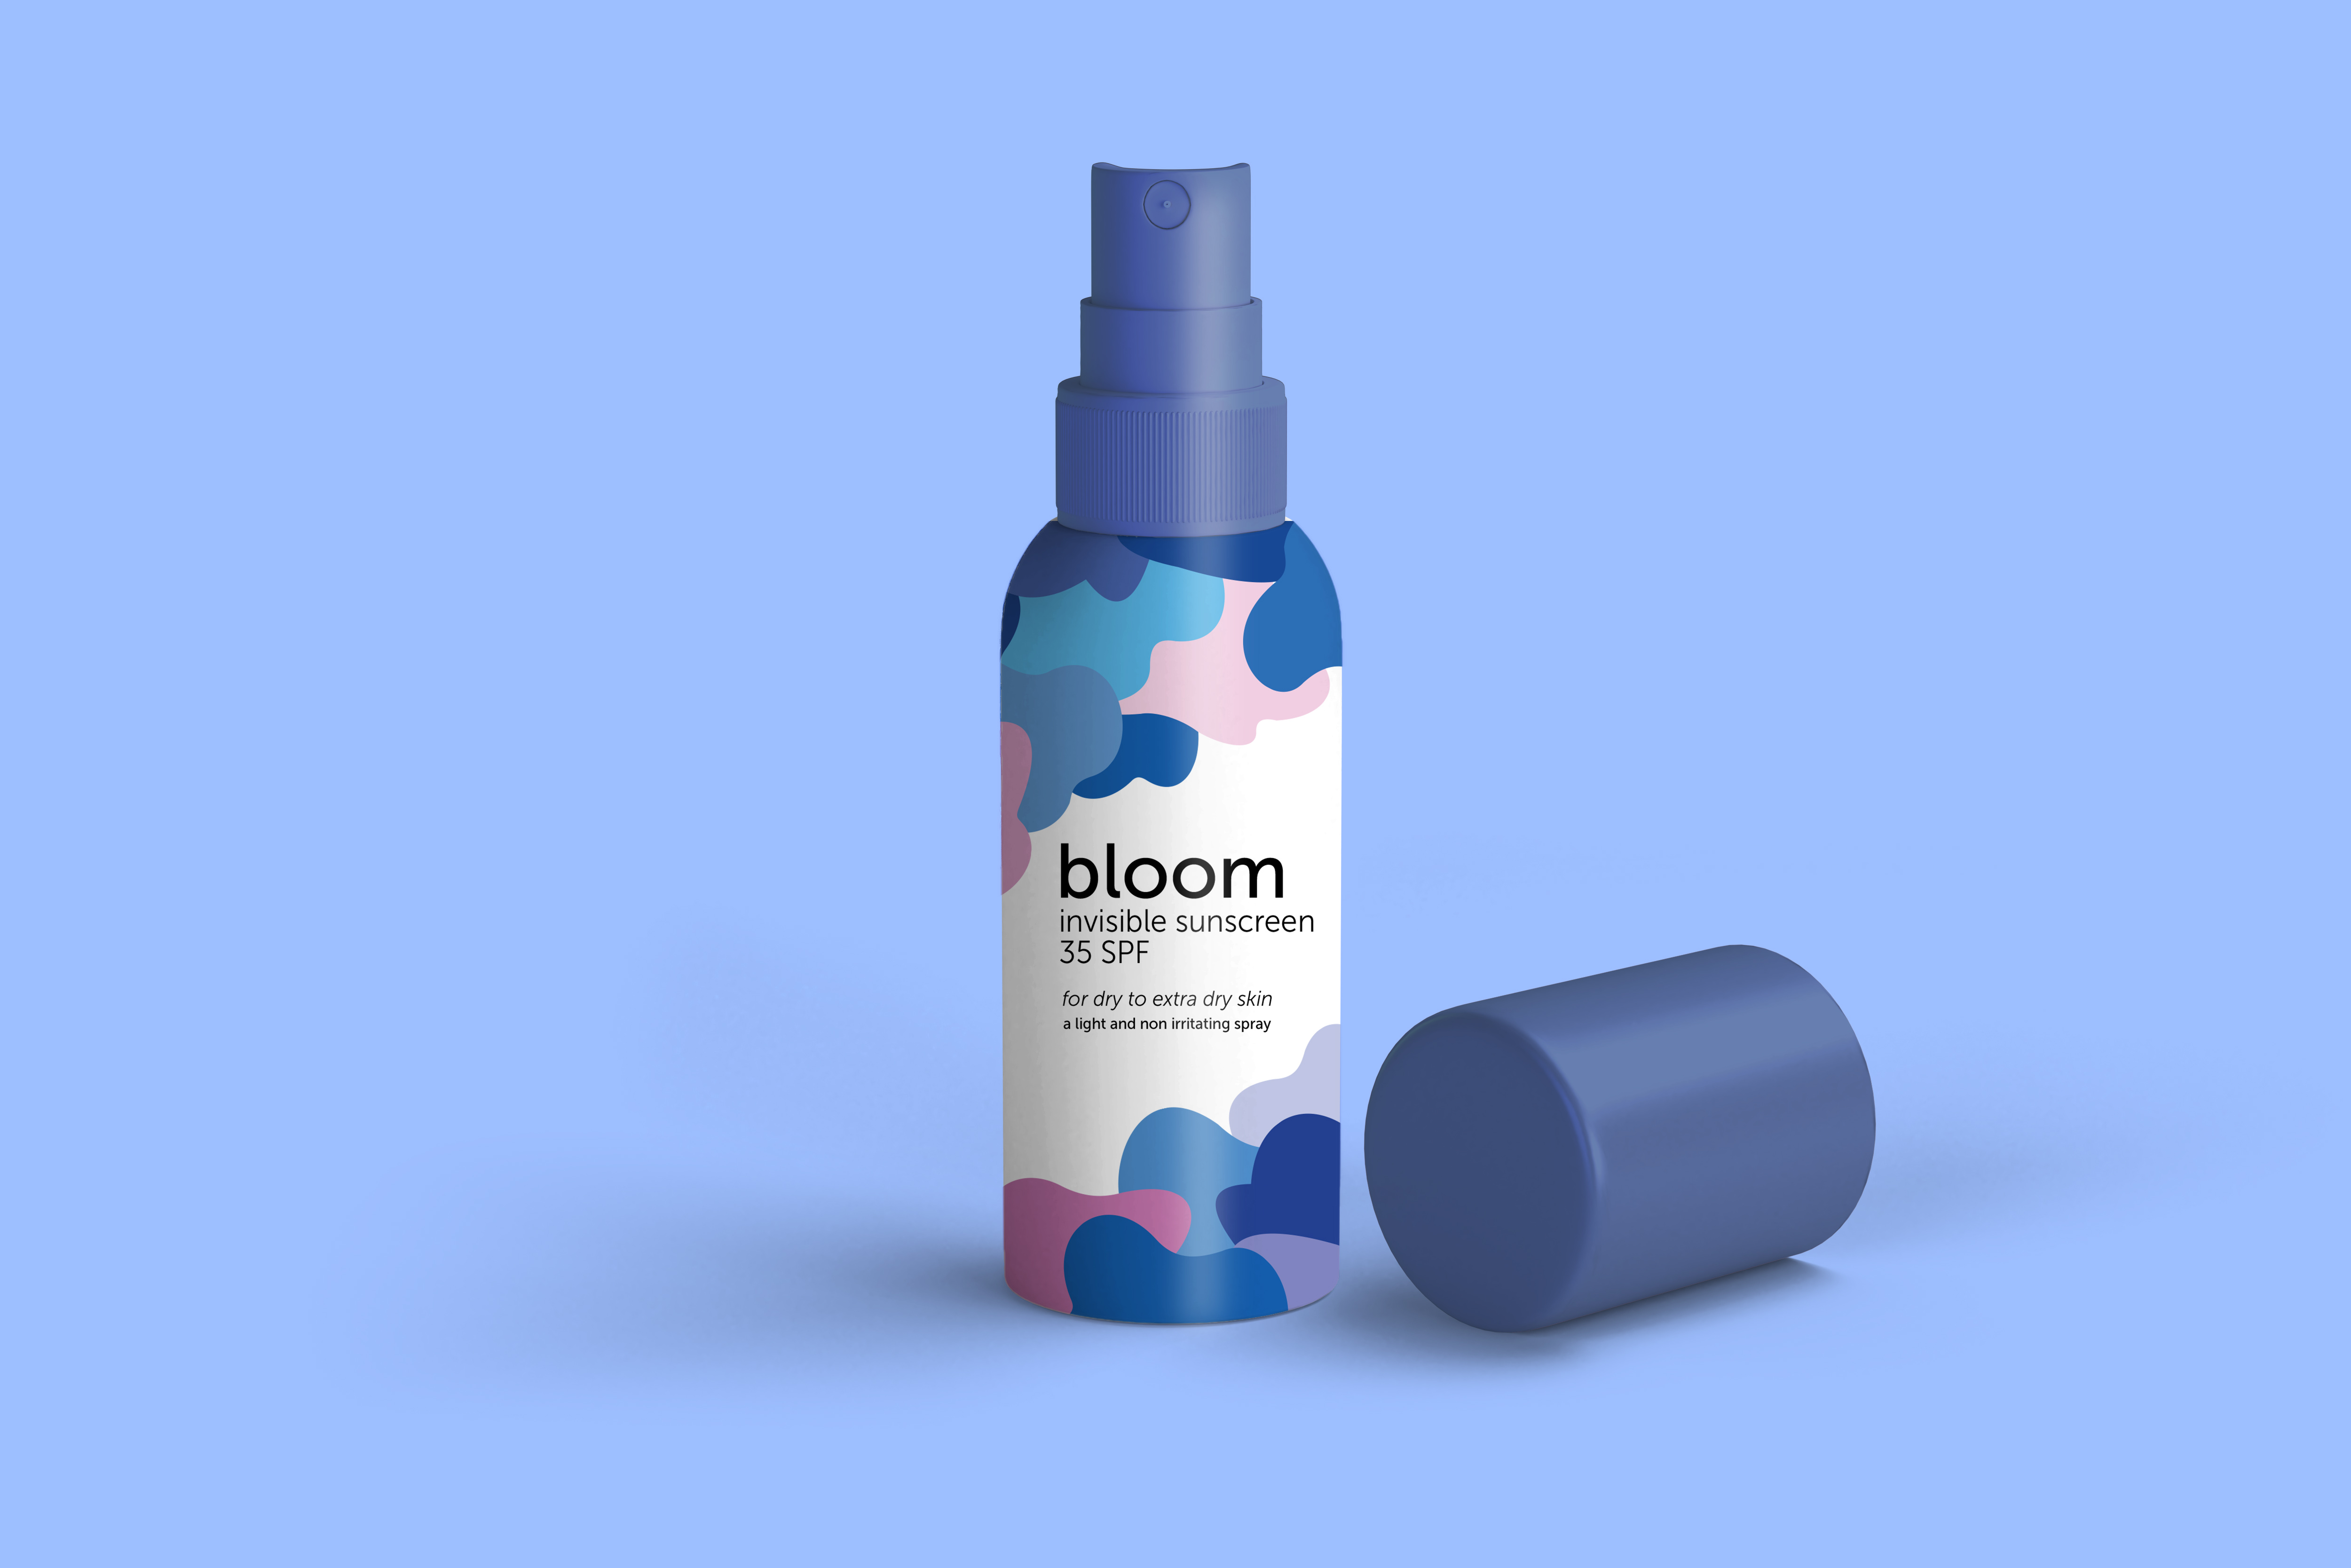 bloom
invisible sunscreen
35 SPF
for dry to extra dry skin
a light and non irritating spray